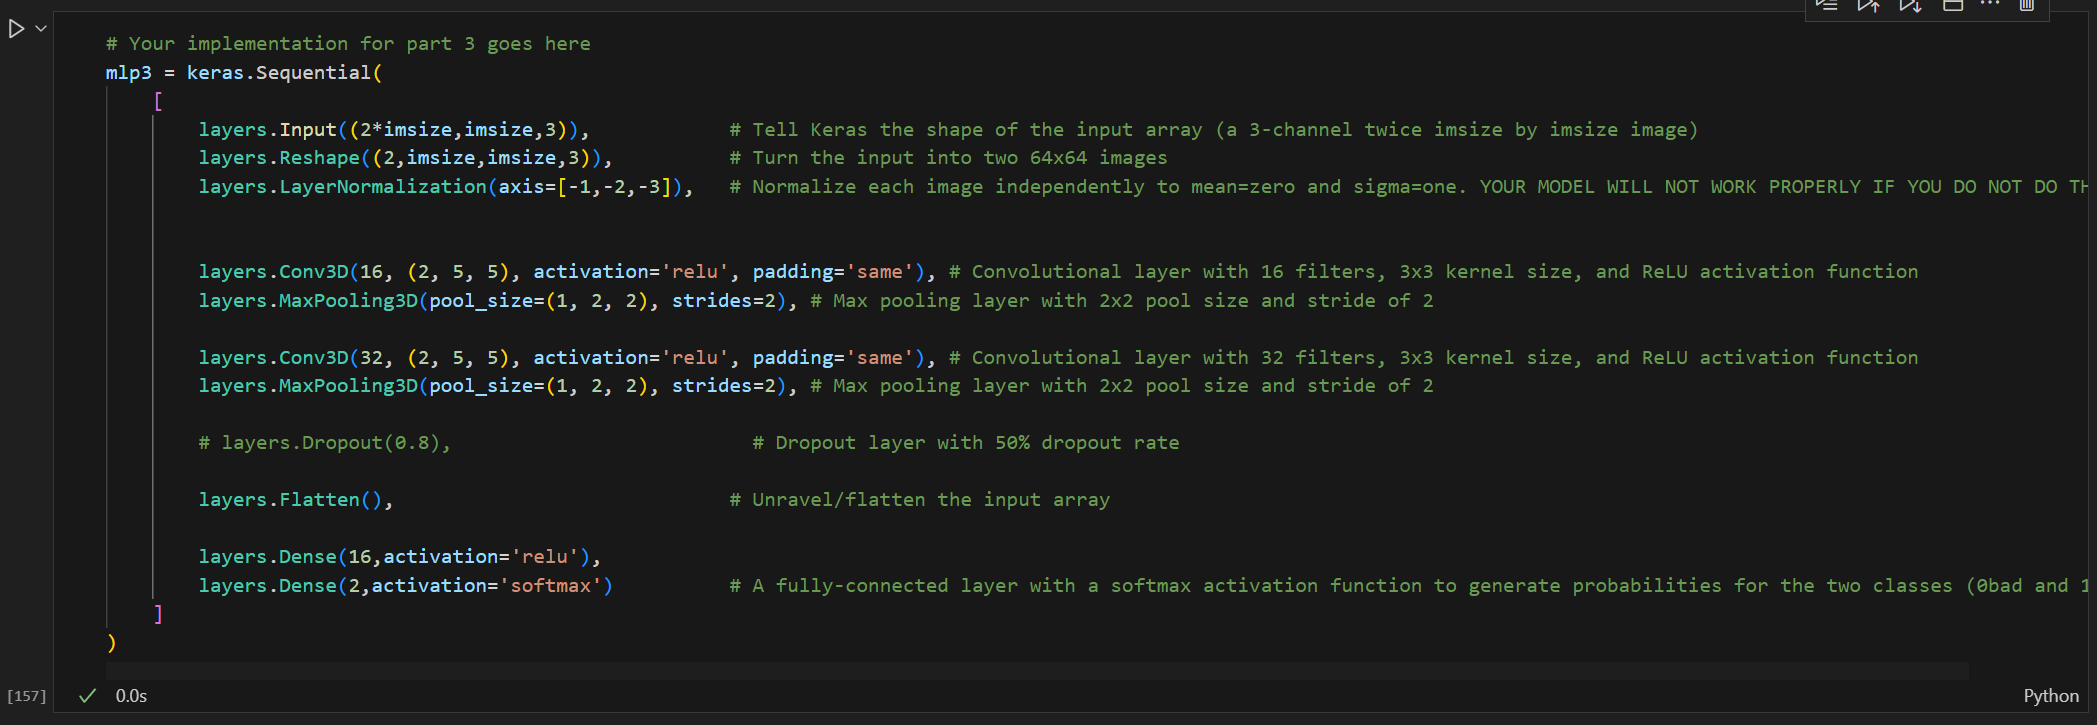 # Your implementation for part 3 goes here
mlp3 = keras.Sequential(
[
layers.Input((2*imsize,imsize,3)), # Tell Keras the shape of the input array (a 3-channel twice imsize by imsize image)
layers.Reshape((2,imsize,imsize,3)), # Turn the input into two 64x64 images
layers.LayerNormalization(axis=[-1,-2,-3]), # Normalize each image independently to mean=zero and sigma=one. YOUR MODEL WILL NOT WORK PROPERLY IF YOU DO NOT DO TH
layers.Conv3D(16, (2, 5, 5), activation='relu', padding='same'), # Convolutional layer with 16 filters, 3x3 kernel size, and ReLU activation function
layers.MaxPooling3D(pool_size=(1, 2, 2), strides=2), # Max pooling layer with 2x2 pool size and stride of 2
layers.Conv3D(32, (2, 5, 5), activation='relu', padding='same'), # Convolutional layer with 32 filters, 3x3 kernel size, and ReLU activation function
layers.MaxPooling3D(pool_size=(1, 2, 2), strides=2), # Max pooling layer with 2x2 pool size and stride of 2
# layers.Dropout(0.8), # Dropout layer with 50% dropout rate
layers.Flatten(), # Unravel/flatten the input array
layers.Dense(16,activation='relu'),
layers.Dense(2,activation='softmax') # A fully-connected layer with a softmax activation function to generate probabilities for the two classes (0bad and 1
]
)
[157] 0.0s Python